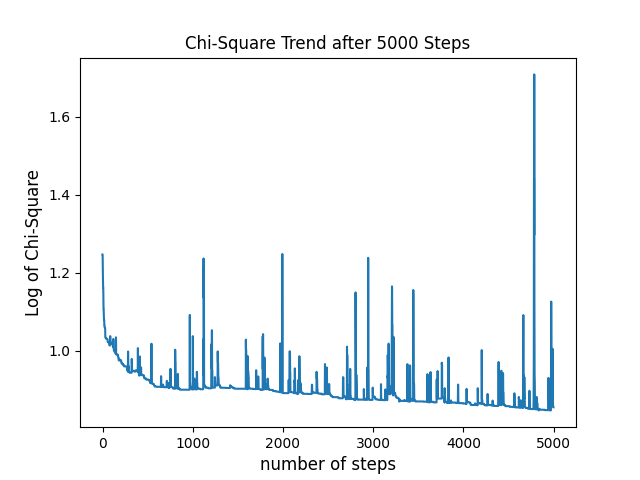 Chi-Square Trend after 5000 Steps
1.6
1.4
1.2
1.0
Log of Chi-Square
0 1000 2000 3000 4000 5000
number of steps